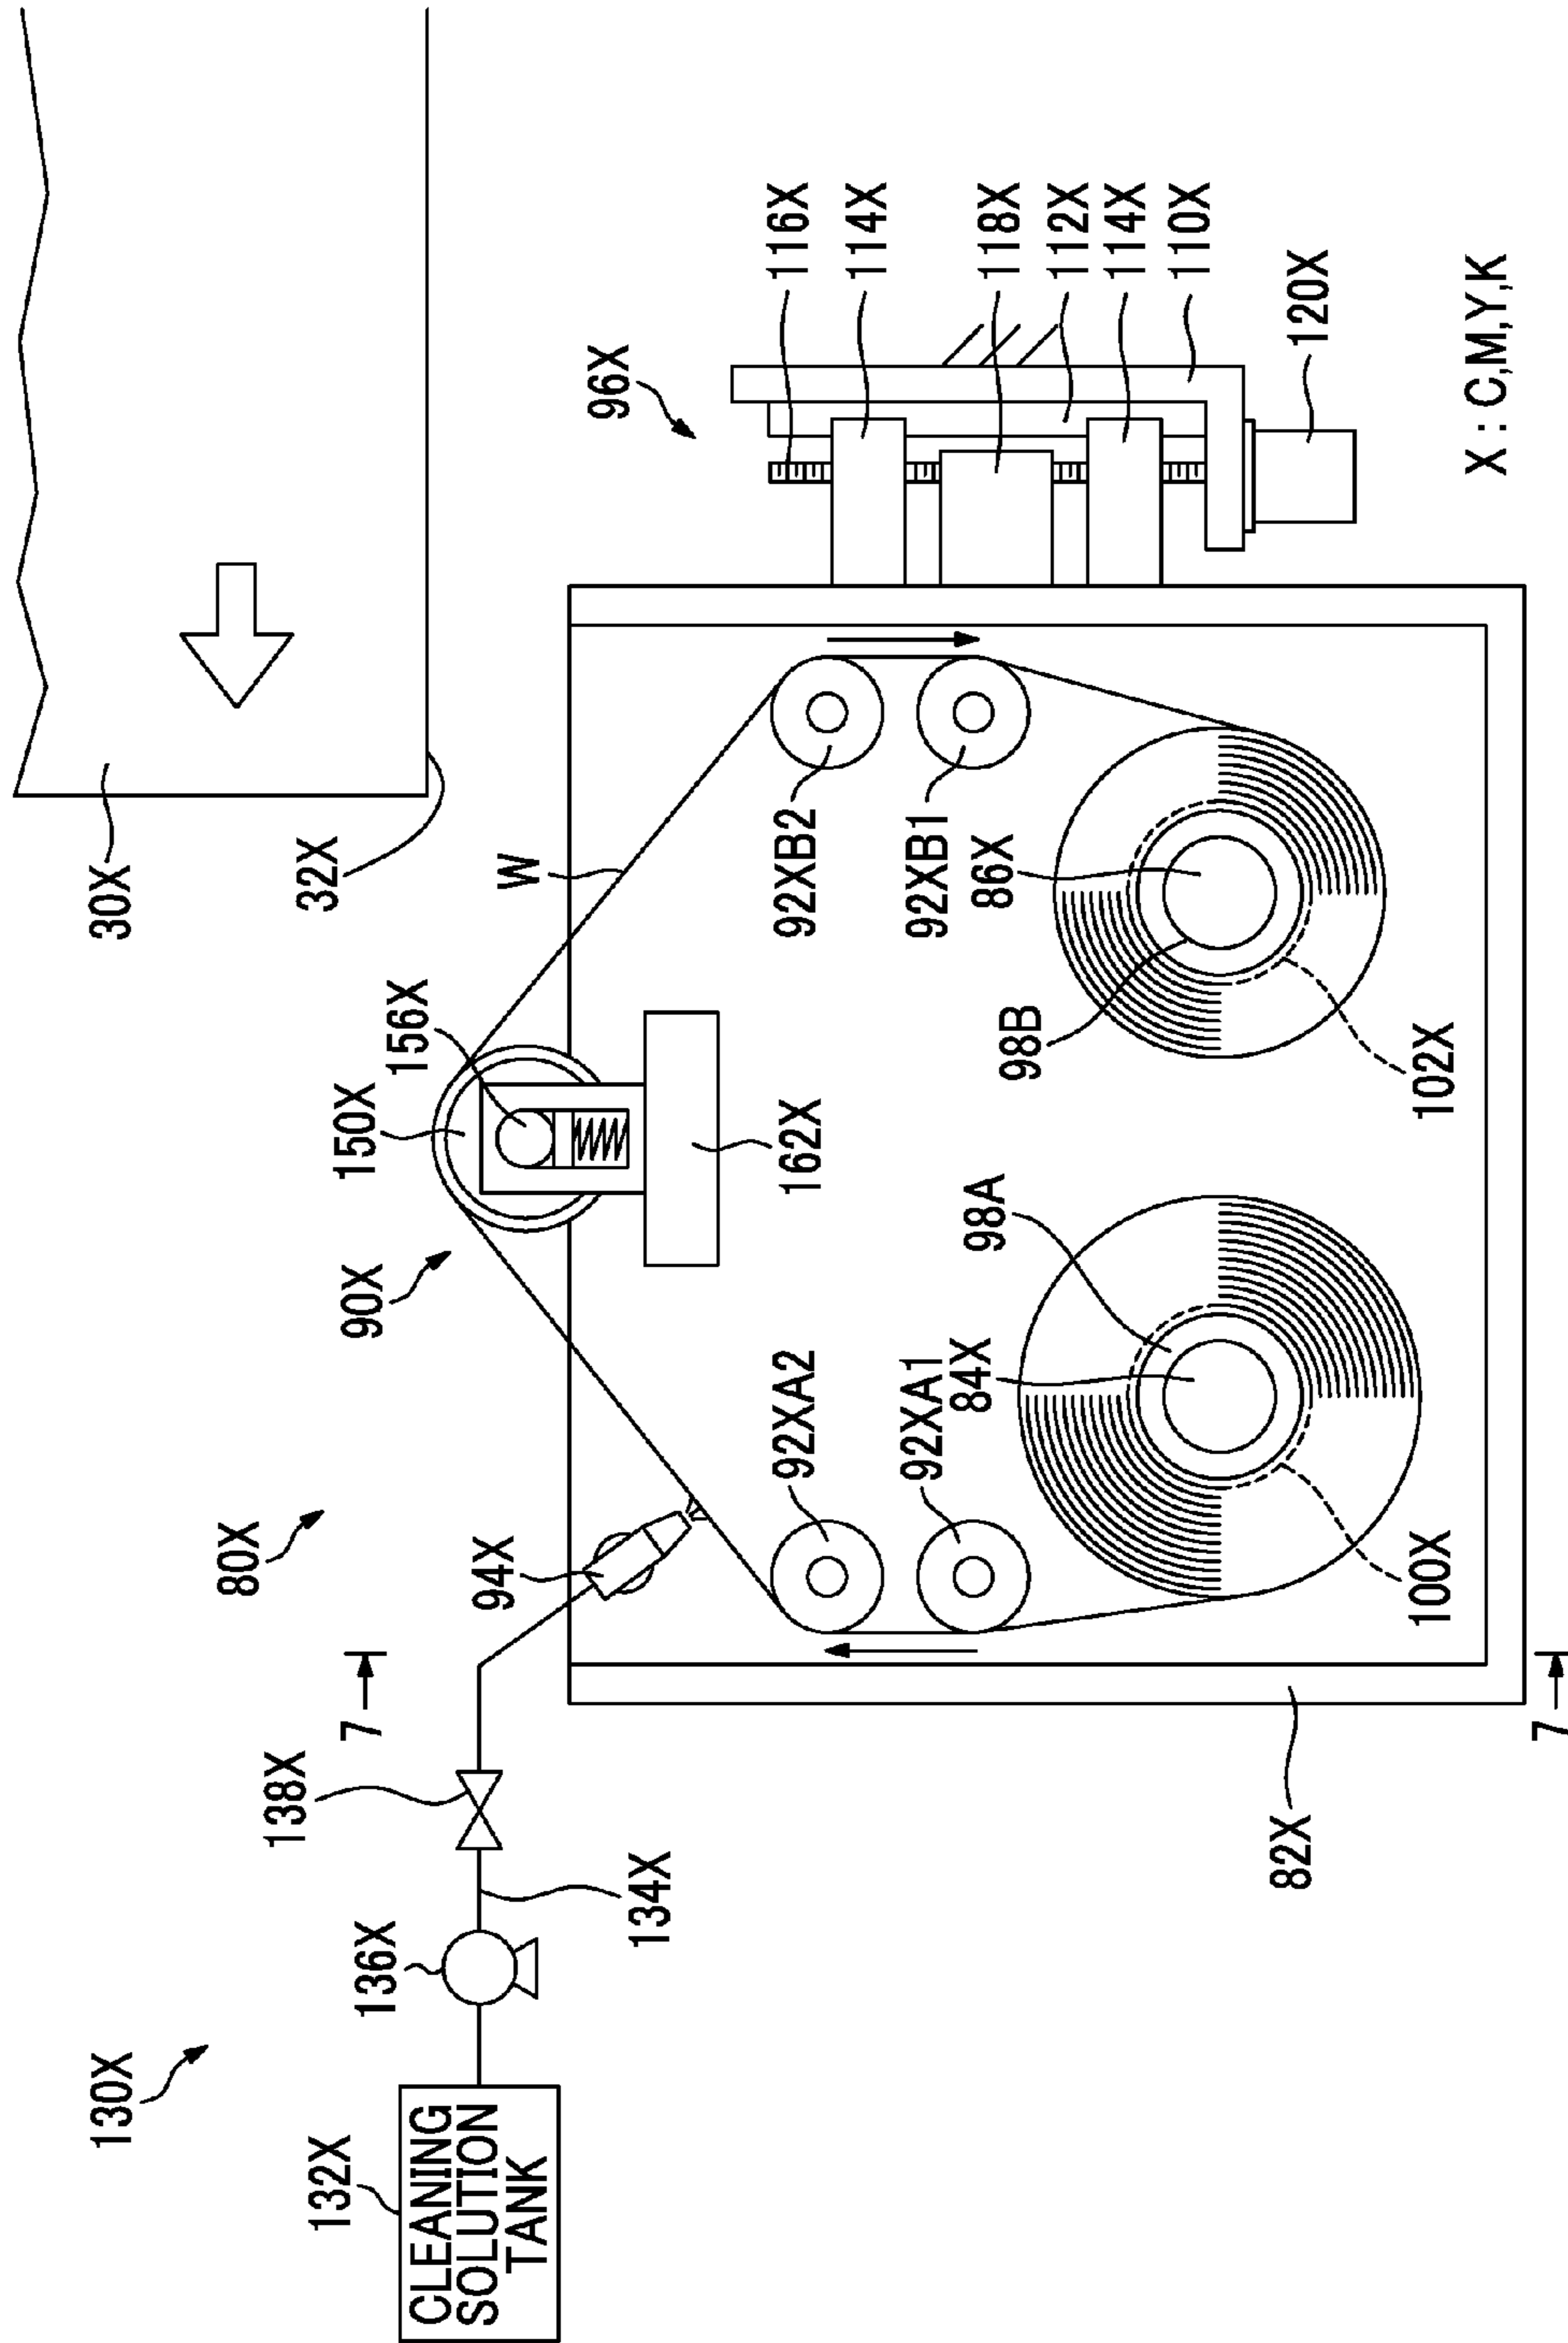 130X
132X
CLEANING
SOLUTION
TANK
136X
134X
138X
7
80X
94X
90X
150X
156X
W
30X
32X
96X
116X
114X
118X
112X
114X
110X
120X
X : C,M,Y,K
92XA2
92XA1
84X
98A
162X
92XB2
92XB1
86X
98B
102X
100X
82X
7